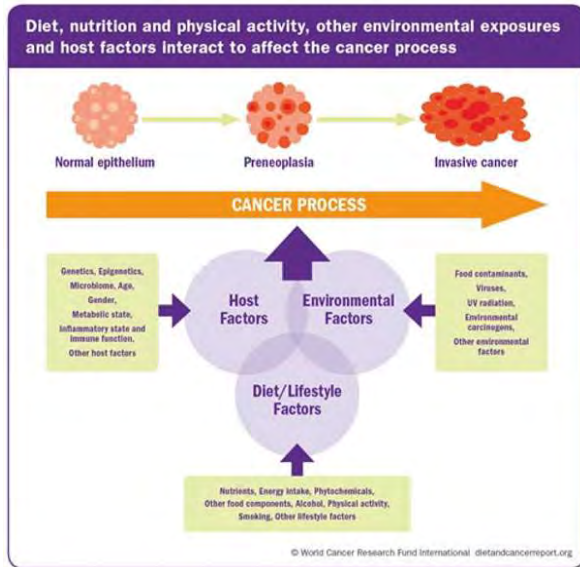 Diet, nutrition and physical activity, other environmental exposures
and host factors interact to affect the cancer process
Normal epithelium
Preneoplasia
Invasive cancer
CANCER PROCESS
Genetics, Epigenetics,
Microbiome, Age,
Gender,
Metabolic state,
Inflammatory state and
immune function,
Other host factors
Host
Factors
Environmental
Factors
Food contaminants,
Viruses,
UV radiation,
Environmental
carcinogens,
Other environmental
factors
Diet/Lifestyle
Factors
Nutrients, Energy intake, Phytochemicals,
Other food components, Alcohol, Physical activity,
Smoking, Other lifestyle factors
© World Cancer Research Fund International dietandcancerreport.org